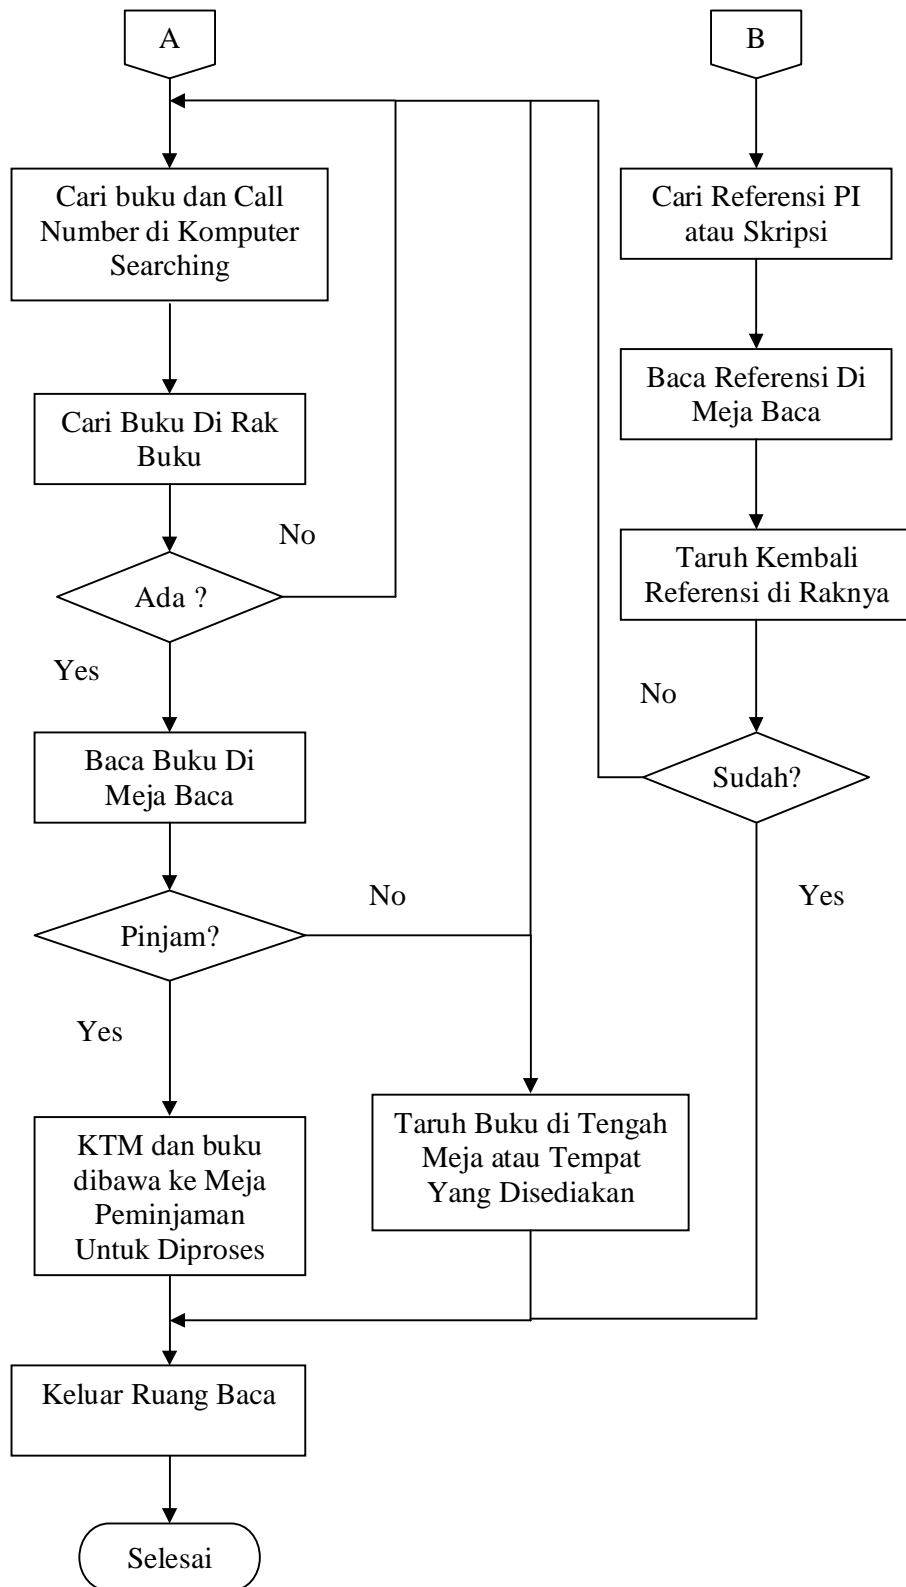 A
B
Cari buku dan Call
Number di Komputer
Searching
Cari Referensi PI
atau Skripsi
Baca Referensi Di
Meja Baca
Cari Buku Di Rak
Buku
No
Taruh Kembali
Referensi di Raknya
Ada ?
Yes
No
Baca Buku Di
Meja Baca
Sudah?
No
Yes
Pinjam?
Yes
Taruh Buku di Tengah
Meja atau Tempat
Yang Disediakan
KTM dan buku
dibawa ke Meja
Peminjaman
Untuk Diproses
Keluar Ruang Baca
Selesai